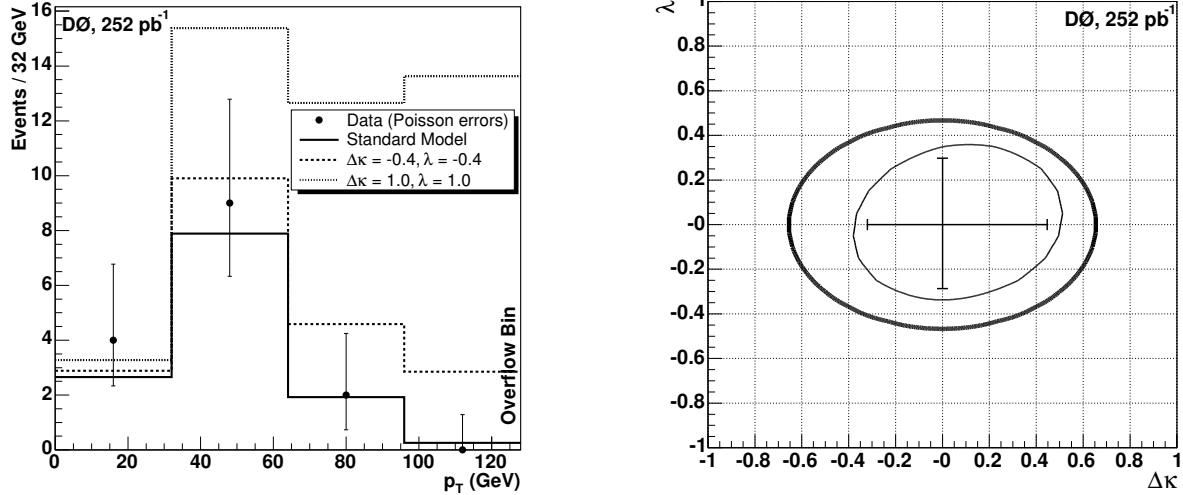 DØ, 252 pb⁻¹
Events / 32 GeV
16
14
12
10
8
6
4
2
0
Data (Poisson errors)
Standard Model
Δκ = -0.4, λ = -0.4
Δκ = 1.0, λ = 1.0
Overflow Bin
0 20 40 60 80 100 120
p_T (GeV)
λ
DØ, 252 pb⁻¹
1
0.8
0.6
0.4
0.2
-0
-0.2
-0.4
-0.6
-0.8
-1
-1 -0.8 -0.6 -0.4 -0.2 -0 0.2 0.4 0.6 0.8 1
Δκ